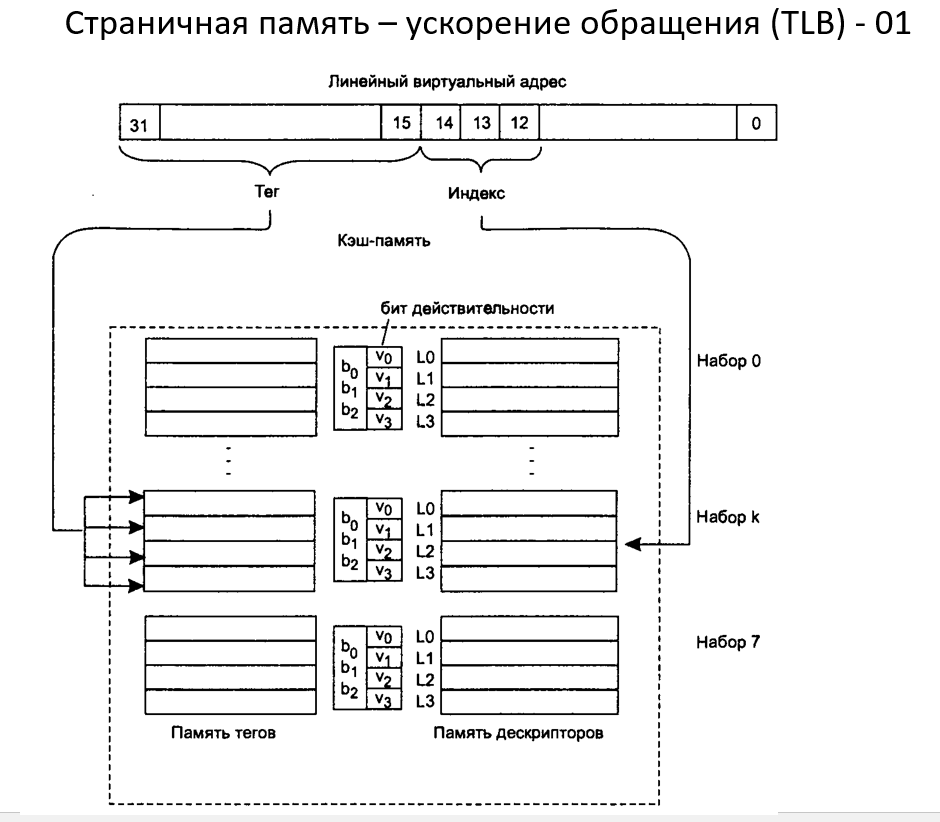 Страничная память – ускорение обращения (TLB) - 01
Линейный виртуальный адрес
31 15 14 13 12 0
Тег Индекс
Кэш-память
бит действительности
b0 b1 b2
v0 L0
v1 L1
v2 L2
v3 L3
Набор 0
b0 b1 b2
v0 L0
v1 L1
v2 L2
v3 L3
Набор k
b0 b1 b2
v0 L0
v1 L1
v2 L2
v3 L3
Набор 7
Память тегов Память дескрипторов